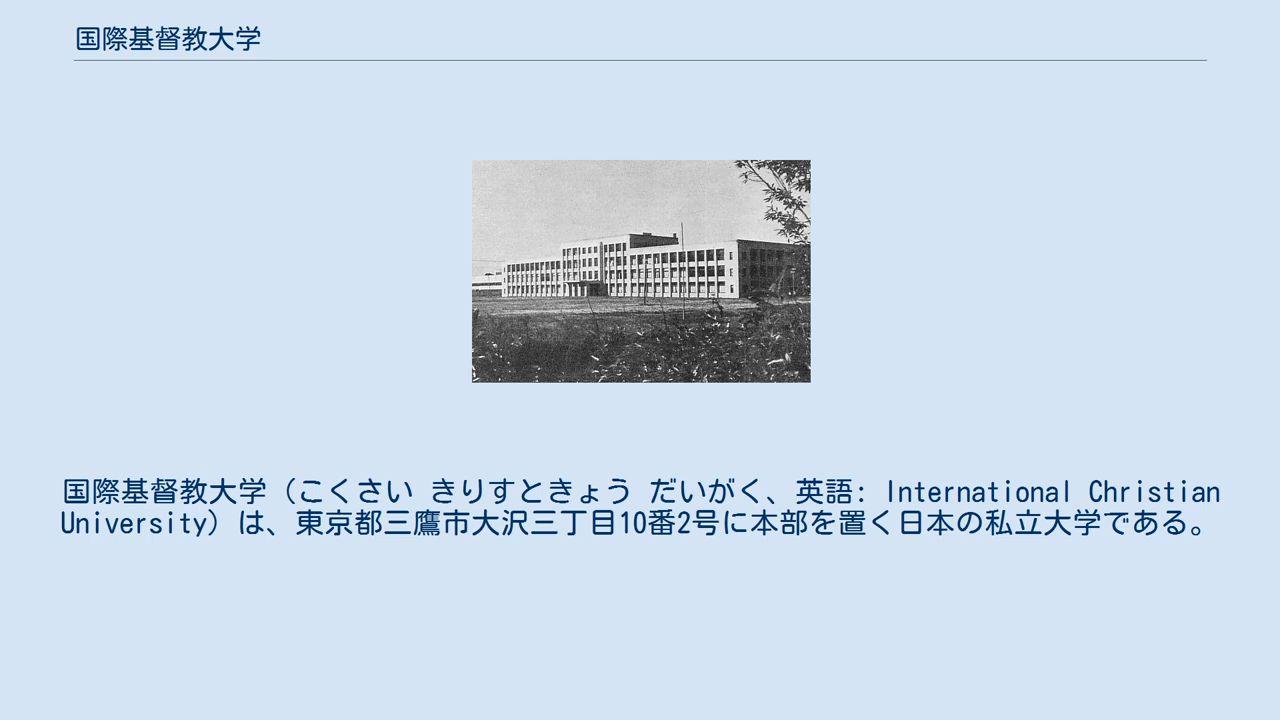 国際基督教大学
国際基督教大学（こくさい きりすときょう だいがく、英語: International Christian
University）は、東京都三鷹市大沢三丁目10番2号に本部を置く日本の私立大学である。